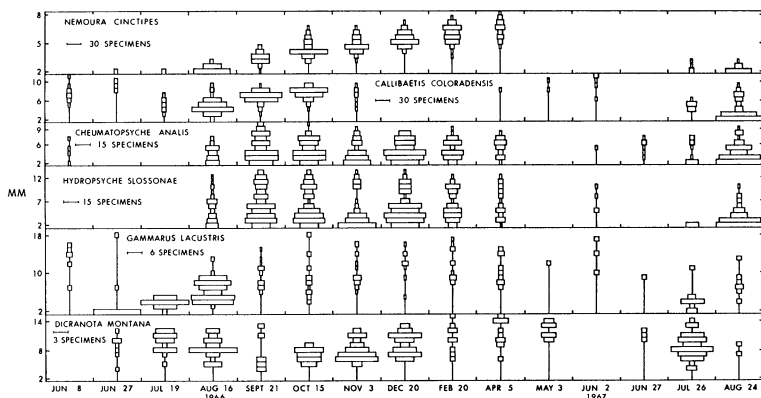 NEMOURA CINCTIPES
30 SPECIMENS
8
5
2
CALLIBAETIS COLORADENSIS
30 SPECIMENS
10
6
2
CHEUMATOPSYCHE ANALIS
15 SPECIMENS
9
6
2
MM
HYDROPSYCHE SLOSSONAE
15 SPECIMENS
12
7
2
GAMMARUS LACUSTRIS
6 SPECIMENS
18
10
2
DICRANOTA MONTANA
3 SPECIMENS
14
8
2
JUN 8 JUN 27 JUL 19 AUG 16 SEPT 21 OCT 15 NOV 3 DEC 20 FEB 20 APR 5 MAY 3 JUN 2 JUN 27 JUL 26 AUG 24
1966 1967